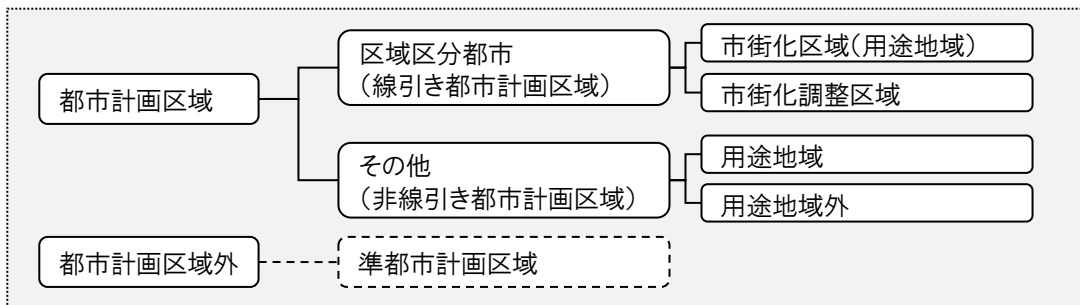 都市計画区域
区域区分都市
（線引き都市計画区域）
市街化区域（用途地域）
市街化調整区域
その他
（非線引き都市計画区域）
用途地域
用途地域外
都市計画区域外
準都市計画区域